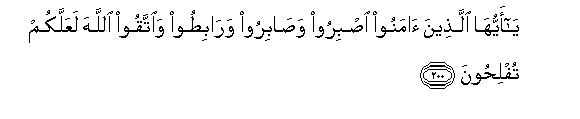 يَـٰٓأَيُّهَا ٱلَّذِينَ ءَامَنُوا۟ ٱصْبِرُوا۟ وَصَابِرُوا۟ وَرَابِطُوا۟ وَٱتَّقُوا۟ ٱللَّهَ لَعَلَّكُمْ
تُفْلِحُونَ ٢٠٠